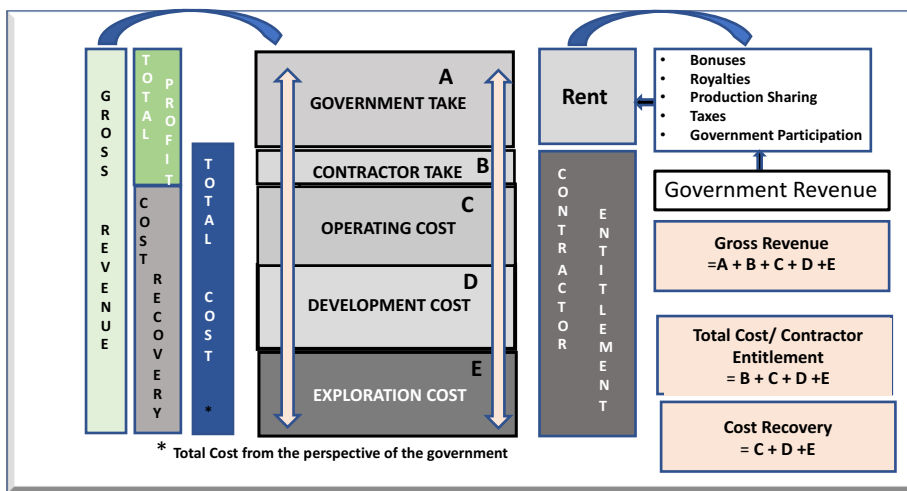 GROSS REVENUE
TOTAL PROFIT
COST RECOVERY
TOTAL COST *
A
GOVERNMENT TAKE
CONTRACTOR TAKE B
C
OPERATING COST
D
DEVELOPMENT COST
E
EXPLORATION COST
* Total Cost from the perspective of the government
Rent
CONTRACTOR ENTITLEMENT
• Bonuses
• Royalties
• Production Sharing
• Taxes
• Government Participation
Government Revenue
Gross Revenue
=A + B + C + D +E
Total Cost/ Contractor
Entitlement
= B + C + D +E
Cost Recovery
= C + D +E